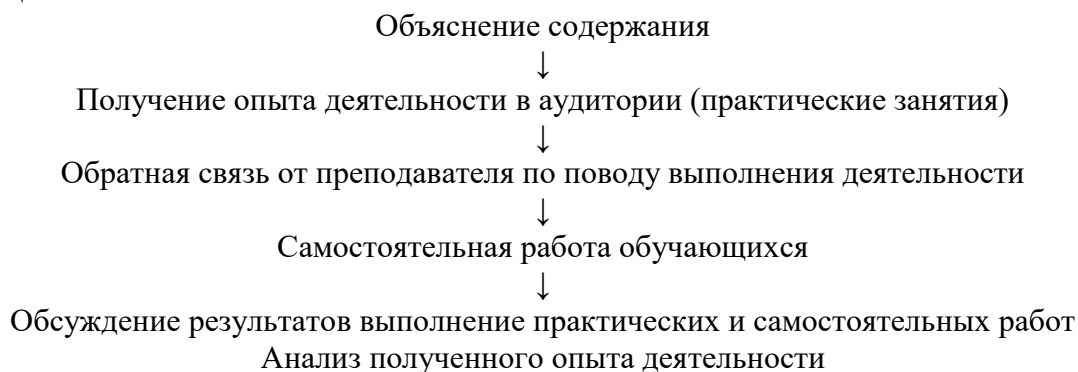 Объяснение содержания
↓
Получение опыта деятельности в аудитории (практические занятия)
↓
Обратная связь от преподавателя по поводу выполнения деятельности
↓
Самостоятельная работа обучающихся
↓
Обсуждение результатов выполнение практических и самостоятельных работ
Анализ полученного опыта деятельности